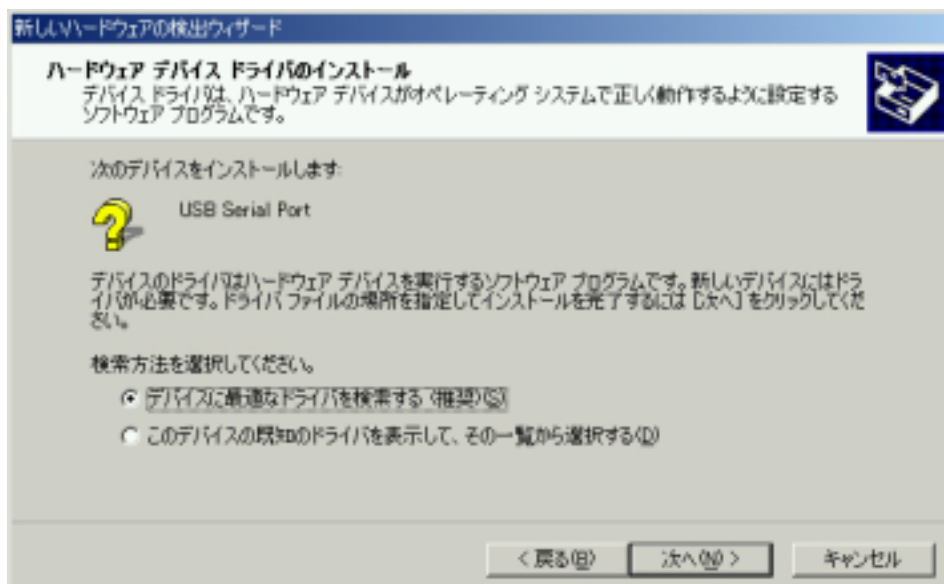 新しいハードウェアの検出ウィザード
ハードウェア デバイス ドライバのインストール
デバイス ドライバは、ハードウェア デバイスがオペレーティング システムで正しく動作するように設定する
ソフトウェア プログラムです。
次のデバイスをインストールします:
USB Serial Port
デバイスのドライバはハードウェア デバイスを実行するソフトウェア プログラムです。新しいデバイスにはドラ
イバが必要です。ドライバ ファイルの場所を指定してインストールを完了するには [次へ] をクリックしてくだ
さい。
検索方法を選択してください。
デバイスに最適なドライバを検索する (推奨)(S)
このデバイスの既知のドライバを表示して、その一覧から選択する(D)
< 戻る(B) 次へ(N) > キャンセル